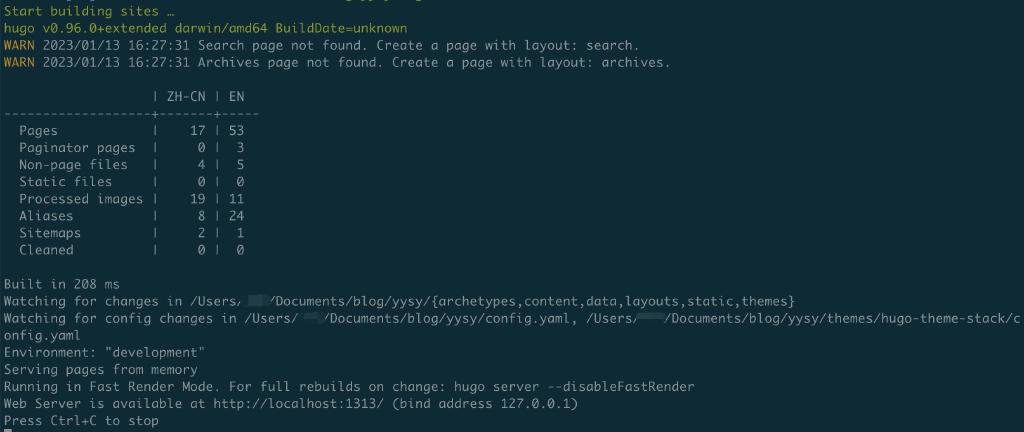 Start building sites …
hugo v0.96.0+extended darwin/amd64 BuildDate=unknown
WARN 2023/01/13 16:27:31 Search page not found. Create a page with layout: search.
WARN 2023/01/13 16:27:31 Archives page not found. Create a page with layout: archives.
| ZH-CN | EN
-------------------+-------+-----
Pages | 17 | 53
Paginator pages | 0 | 3
Non-page files | 4 | 5
Static files | 0 | 0
Processed images | 19 | 11
Aliases | 8 | 24
Sitemaps | 2 | 1
Cleaned | 0 | 0
Built in 208 ms
Watching for changes in /Users/ /Documents/blog/yysy/{archetypes,content,data,layouts,static,themes}
Watching for config changes in /Users/ /Documents/blog/yysy/config.yaml, /Users/ /Documents/blog/yysy/themes/hugo-theme-stack/c
onfig.yaml
Environment: "development"
Serving pages from memory
Running in Fast Render Mode. For full rebuilds on change: hugo server --disableFastRender
Web Server is available at http://localhost:1313/ (bind address 127.0.0.1)
Press Ctrl+C to stop